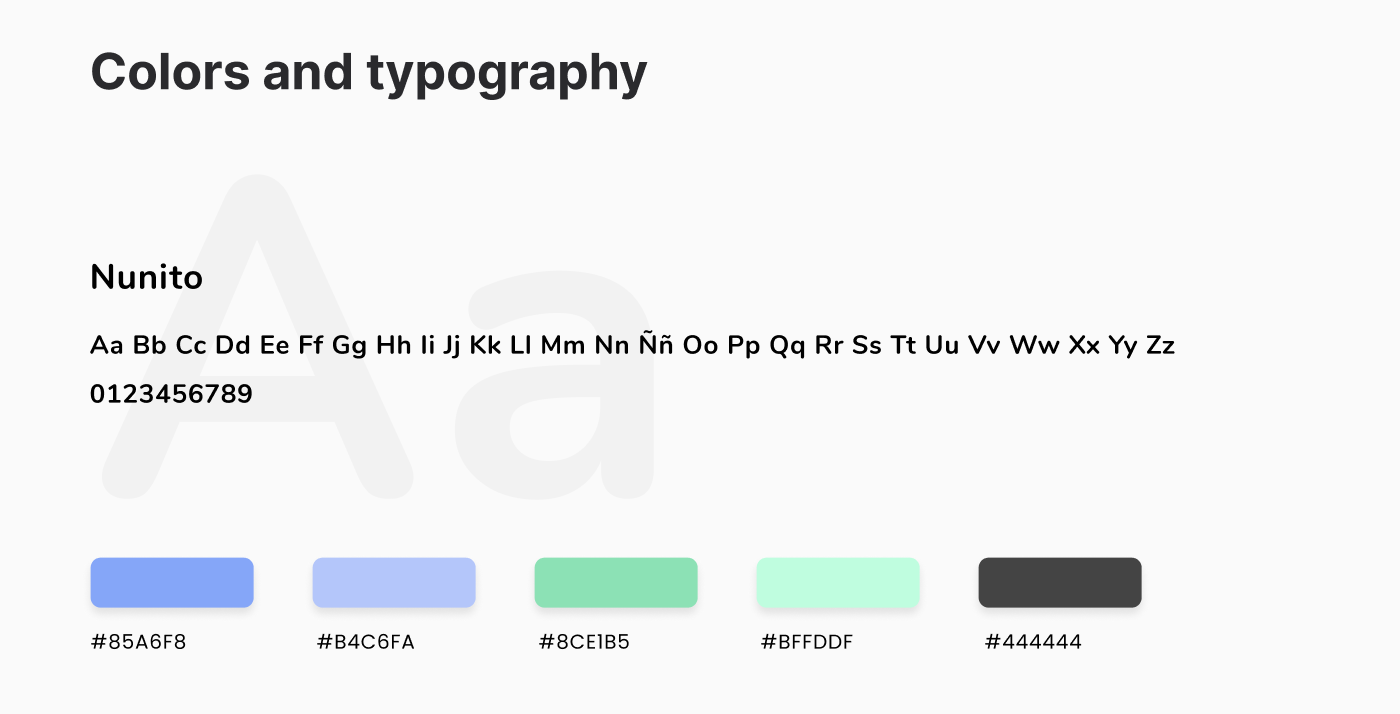 Colors and typography
Aa
Nunito
Aa Bb Cc Dd Ee Ff Gg Hh Ii Jj Kk Ll Mm Nn Ññ Oo Pp Qq Rr Ss Tt Uu Vv Ww Xx Yy Zz
0123456789
#85A6F8 #B4C6FA #8CE1B5 #BFFDDF #444444